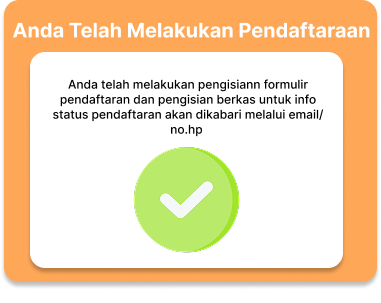 Anda Telah Melakukan Pendaftaraan
Anda telah melakukan pengisiann formulir
pendaftaran dan pengisian berkas untuk info
status pendaftaran akan dikabari melalui email/
no.hp